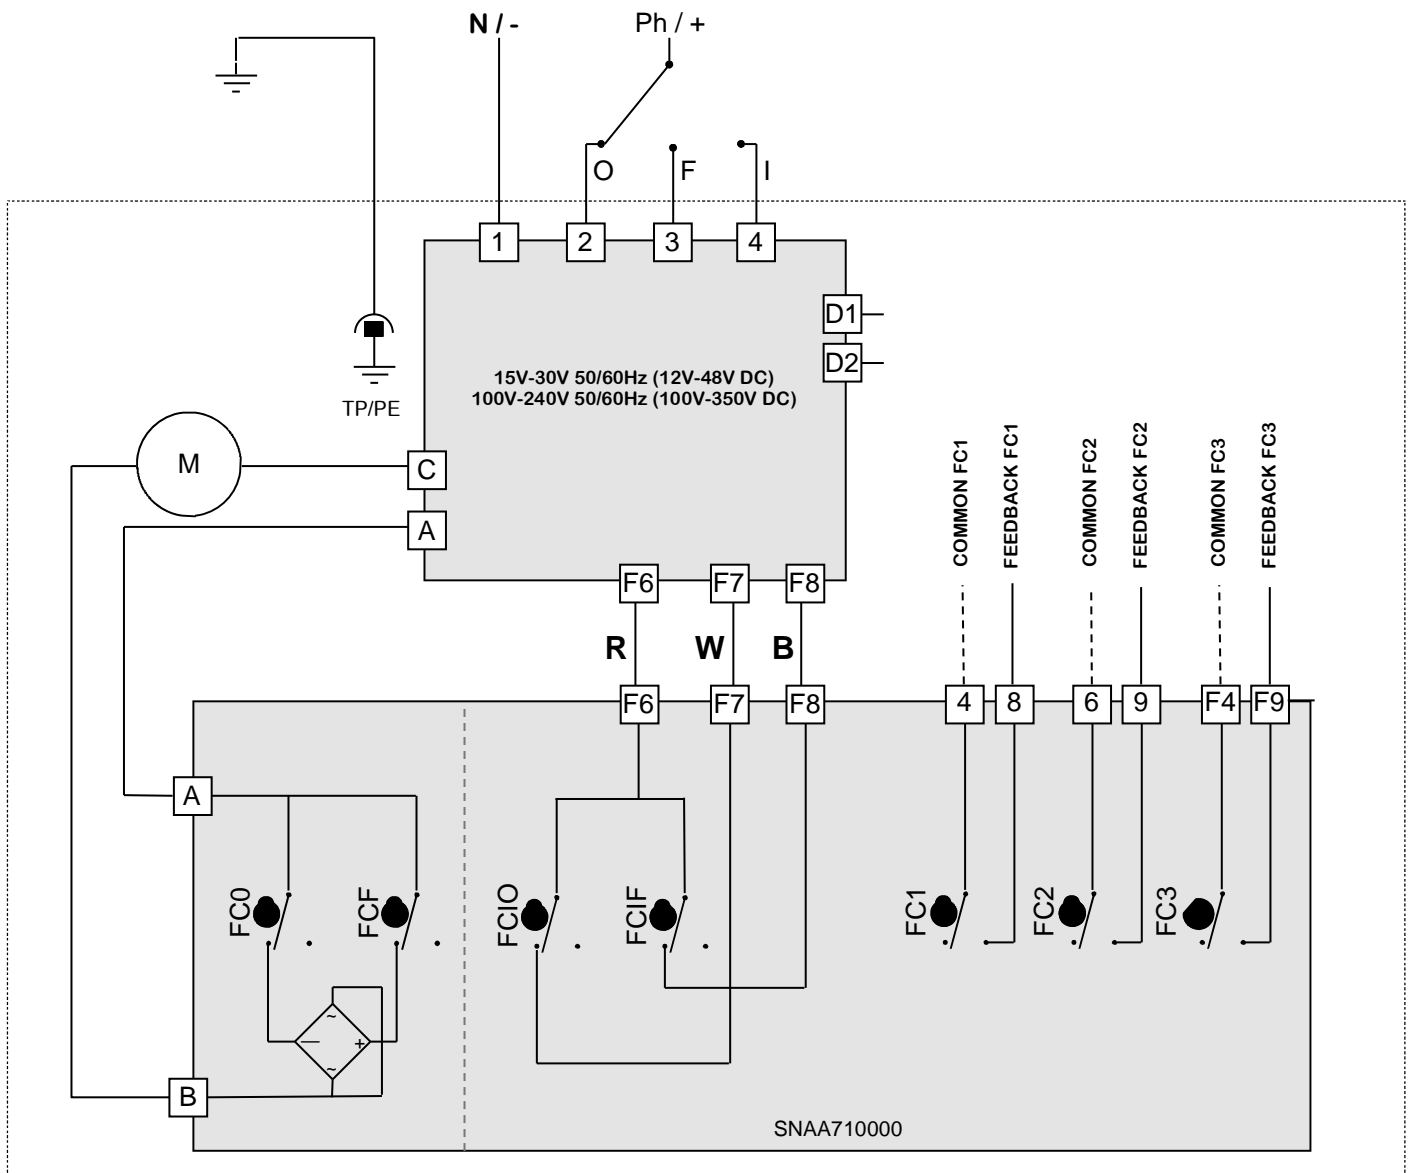 N / -
Ph / +
O
F
I
1
2
3
4
D1
D2
15V-30V 50/60Hz (12V-48V DC)
100V-240V 50/60Hz (100V-350V DC)
TP/PE
M
C
A
COMMON FC1
FEEDBACK FC1
COMMON FC2
FEEDBACK FC2
COMMON FC3
FEEDBACK FC3
F6
F7
F8
R
W
B
F6
F7
F8
4
8
6
9
F4
F9
A
FC0
FCF
FCIO
FCIF
FC1
FC2
FC3
~
—
+
~
B
SNAA710000